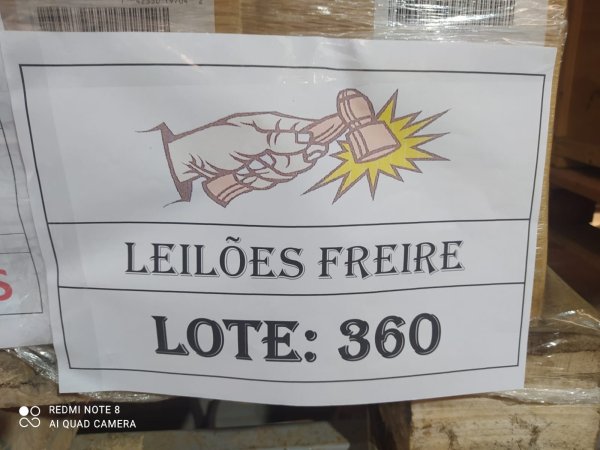 LEILÕES FREIRE
LOTE: 360
S
REDMI NOTE 8
AI QUAD CAMERA